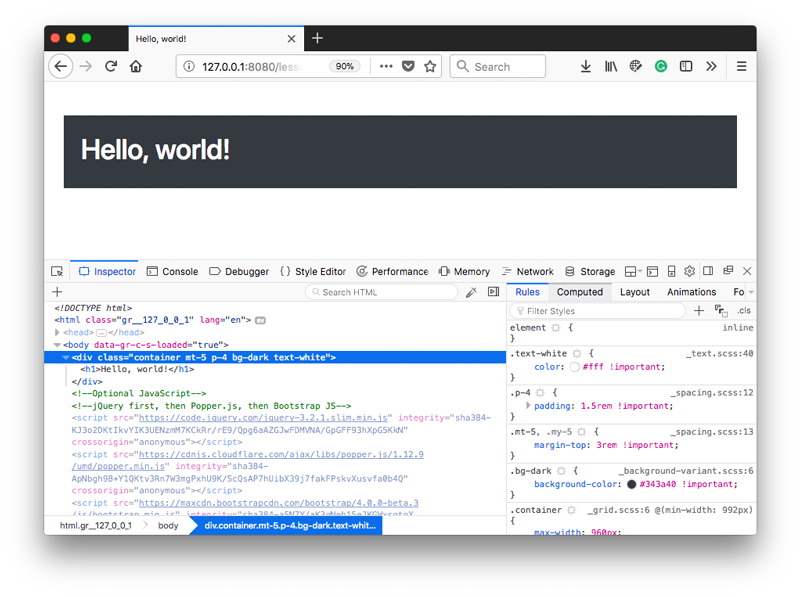 Hello, world!
127.0.0.1:8080/less
90%
Search
Hello, world!
Inspector
Console
Debugger
{ } Style Editor
Performance
Memory
Network
Storage
Search HTML
<!DOCTYPE html>
<html class="gr__127_0_0_1" lang="en"> ev
<head>…</head>
<body data-gr-c-s-loaded="true">
<div class="container mt-5 p-4 bg-dark text-white">
<h1>Hello, world!</h1>
</div>
<!--Optional JavaScript-->
<!--jQuery first, then Popper.js, then Bootstrap JS-->
<script src="https://code.jquery.com/jquery-3.2.1.slim.min.js" integrity="sha384-
KJ3o2DKtIkvYIK3UENzmM7KCkRr/rE9/Qpg6aAZGJwFDMVNA/GpGFF93hXpG5KkN"
crossorigin="anonymous"></script>
<script src="https://cdnjs.cloudflare.com/ajax/libs/popper.js/1.12.9
/umd/popper.min.js" integrity="sha384-
ApNbgh9B+Y1QKtv3Rn7W3mgPxhU9K/ScQsAP7hUibX39j7fakFPskvXusvfa0b4Q"
crossorigin="anonymous"></script>
<script src="https://maxcdn.bootstrapcdn.com/bootstrap/4.0.0-beta.3
html.gr__127_0_0_1
body
div.container.mt-5.p-4.bg-dark.text-whit...
Rules
Computed
Layout
Animations
Fo
Filter Styles
+
.cls
element { inline
}
.text-white { _text.scss:40
color: #fff !important;
}
.p-4 { _spacing.scss:12
padding: 1.5rem !important;
}
.mt-5, .my-5 { _spacing.scss:13
margin-top: 3rem !important;
}
.bg-dark { _background-variant.scss:6
background-color: #343a40 !important;
}
.container _grid.scss:6 @(min-width: 992px)
{
max-width: 960px;